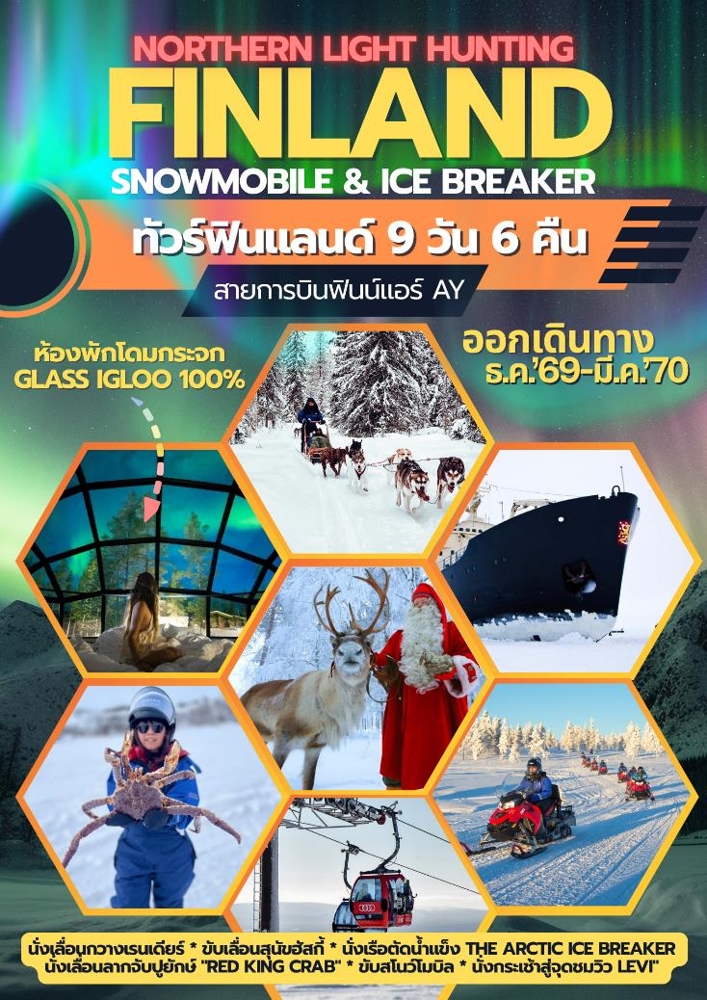 NORTHERN LIGHT HUNTING
FINLAND
SNOWMOBILE & ICE BREAKER
ทัวร์ฟินแลนด์ 9 วัน 6 คืน
สายการบินฟินน์แอร์ AY
ออกเดินทาง
ธ.ค.’69-มี.ค.’70
ห้องพักโดมกระจก
GLASS IGLOO 100%
นั่งเลื่อนกวางเรนเดียร์ * ขับเลื่อนสุนัขฮัสกี้ * นั่งเรือตัดน้ำแข็ง THE ARCTIC ICE BREAKER
นั่งเลื่อนลากจับปูยักษ์ "RED KING CRAB" * ขับสโนว์โมบิล * นั่งกระเช้าสู่จุดชมวิว LEVI"